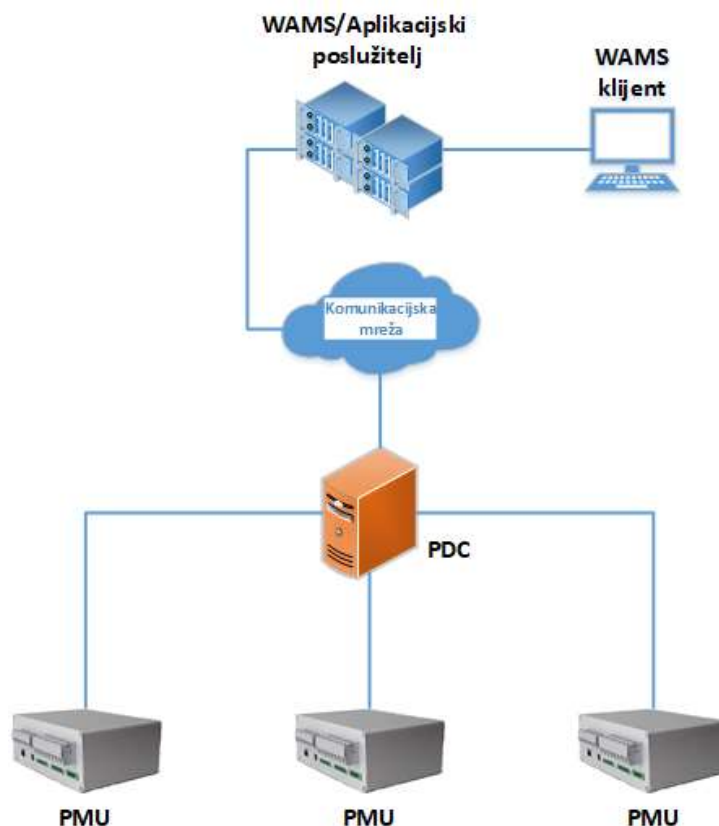 WAMS/Aplikacijski
poslužitelj
WAMS
klijent
Komunikacijska
mreža
PDC
PMU
PMU
PMU